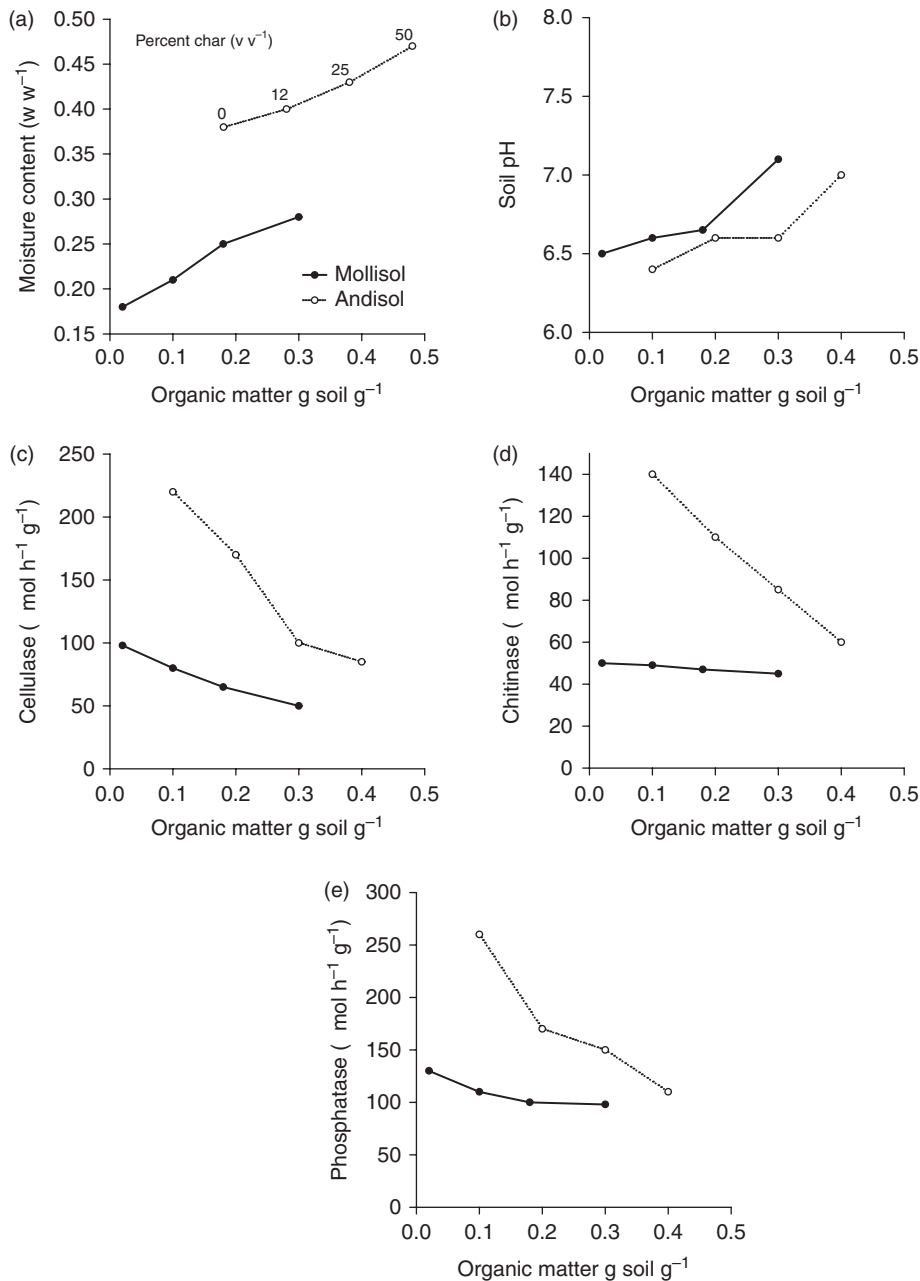 (a)
0.50
0.45
0.40
0.35
0.30
0.25
0.20
0.15
Moisture content (w w⁻¹)
Percent char (v v⁻¹)
0
12
25
50
Mollisol
Andisol
0.0 0.1 0.2 0.3 0.4 0.5
Organic matter g soil g⁻¹
(b)
8.0
7.5
7.0
6.5
6.0
Soil pH
0.0 0.1 0.2 0.3 0.4 0.5
Organic matter g soil g⁻¹
(c)
250
200
150
100
50
0
Cellulase ( mol h⁻¹ g⁻¹)
0.0 0.1 0.2 0.3 0.4 0.5
Organic matter g soil g⁻¹
(d)
140
120
100
80
60
40
20
0
Chitinase ( mol h⁻¹ g⁻¹)
0.0 0.1 0.2 0.3 0.4 0.5
Organic matter g soil g⁻¹
(e)
300
250
200
150
100
50
0
Phosphatase ( mol h⁻¹ g⁻¹)
0.0 0.1 0.2 0.3 0.4 0.5
Organic matter g soil g⁻¹